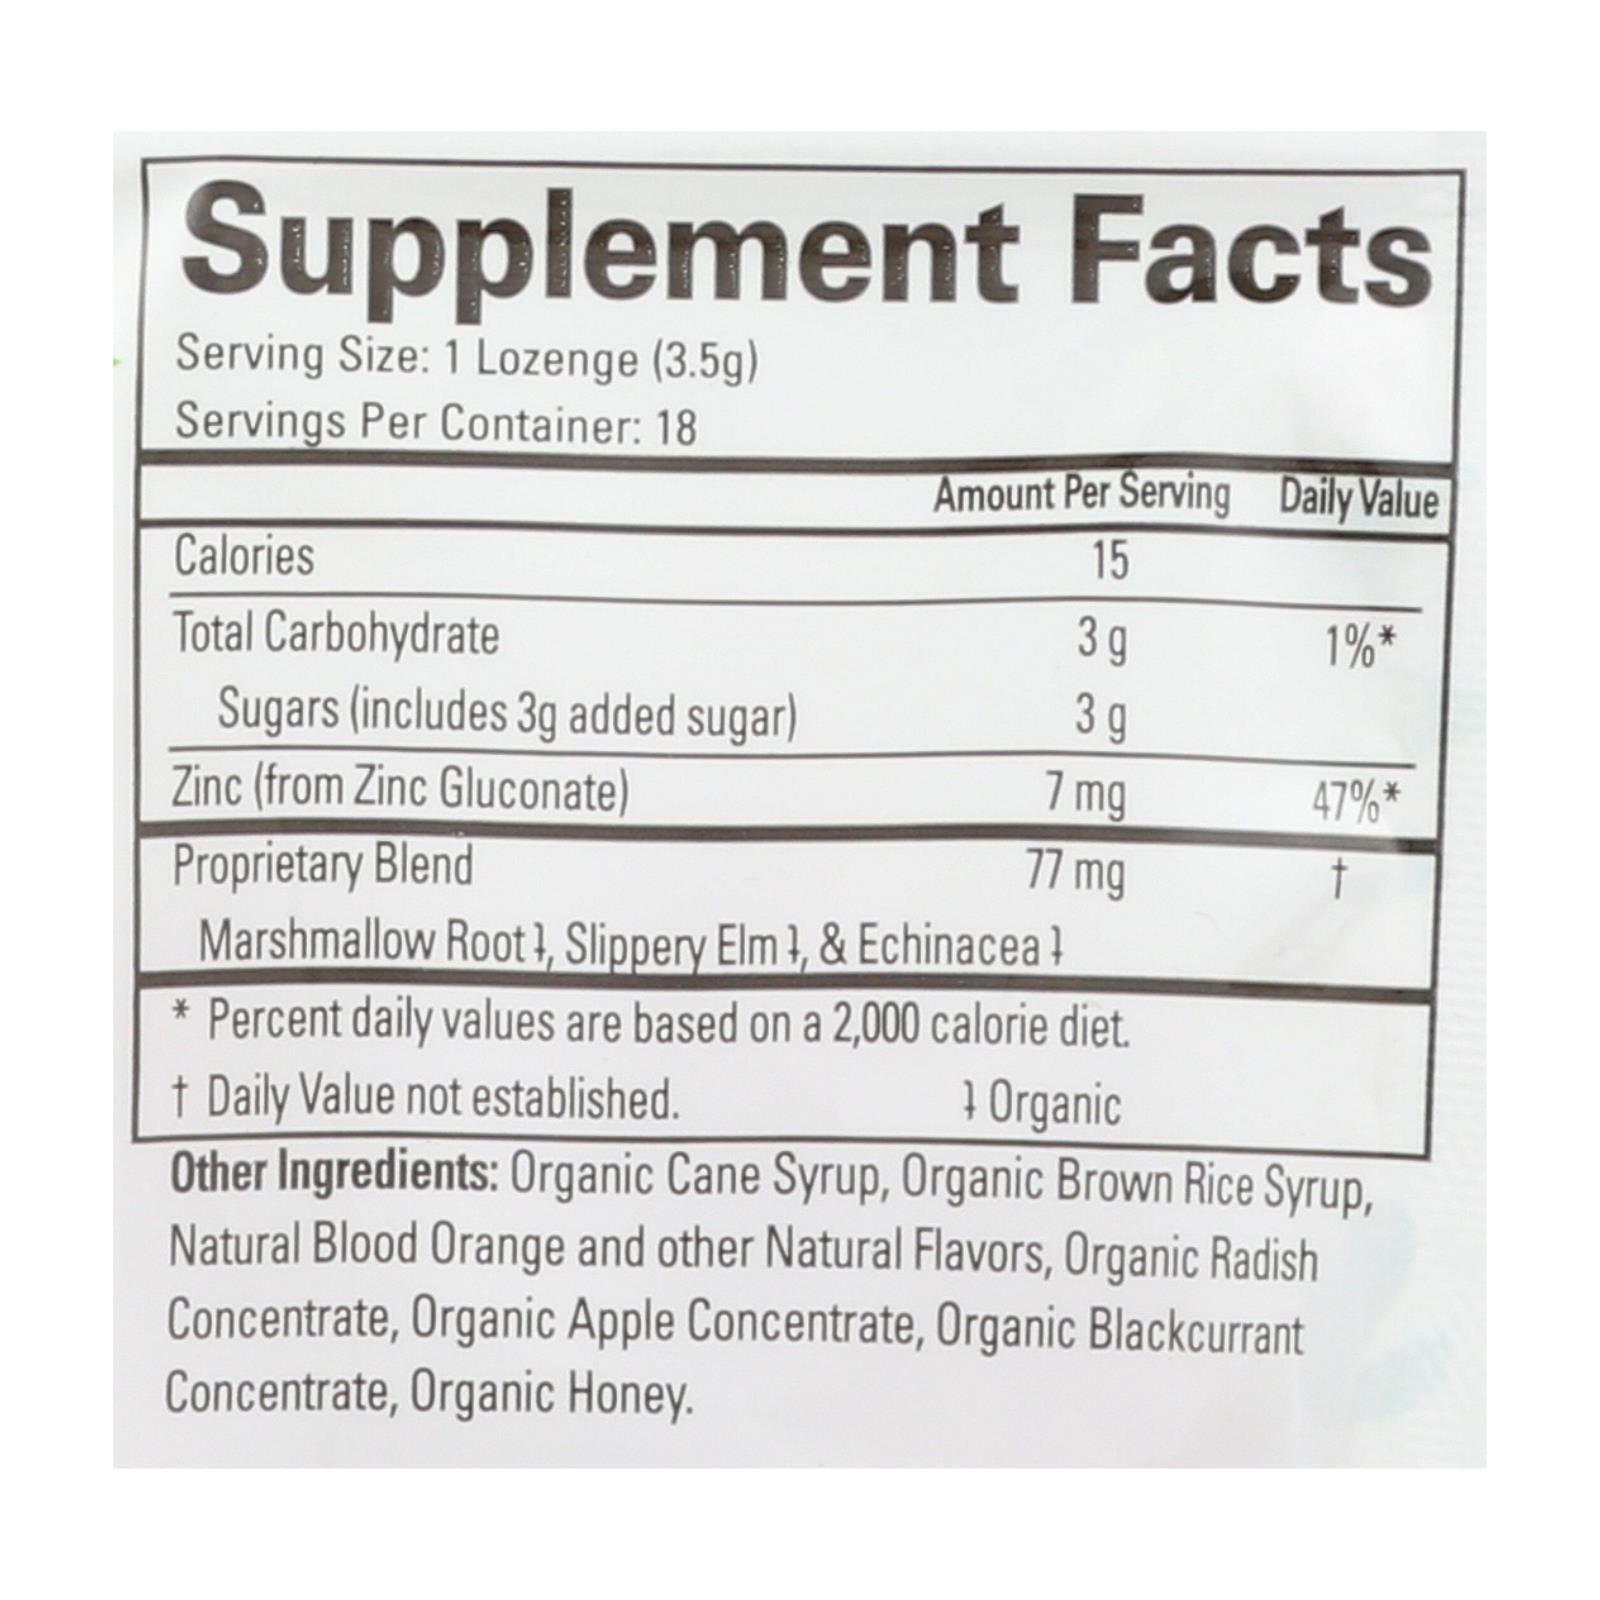 Supplement Facts
Serving Size: 1 Lozenge (3.5g)
Servings Per Container: 18
Amount Per Serving Daily Value
Calories 15
Total Carbohydrate 3 g 1%*
Sugars (includes 3g added sugar) 3 g
Zinc (from Zinc Gluconate) 7 mg 47%*
Proprietary Blend 77 mg †
Marshmallow Root ⸸, Slippery Elm ⸸, & Echinacea ⸸
* Percent daily values are based on a 2,000 calorie diet.
† Daily Value not established. ⸸ Organic
Other Ingredients: Organic Cane Syrup, Organic Brown Rice Syrup,
Natural Blood Orange and other Natural Flavors, Organic Radish
Concentrate, Organic Apple Concentrate, Organic Blackcurrant
Concentrate, Organic Honey.